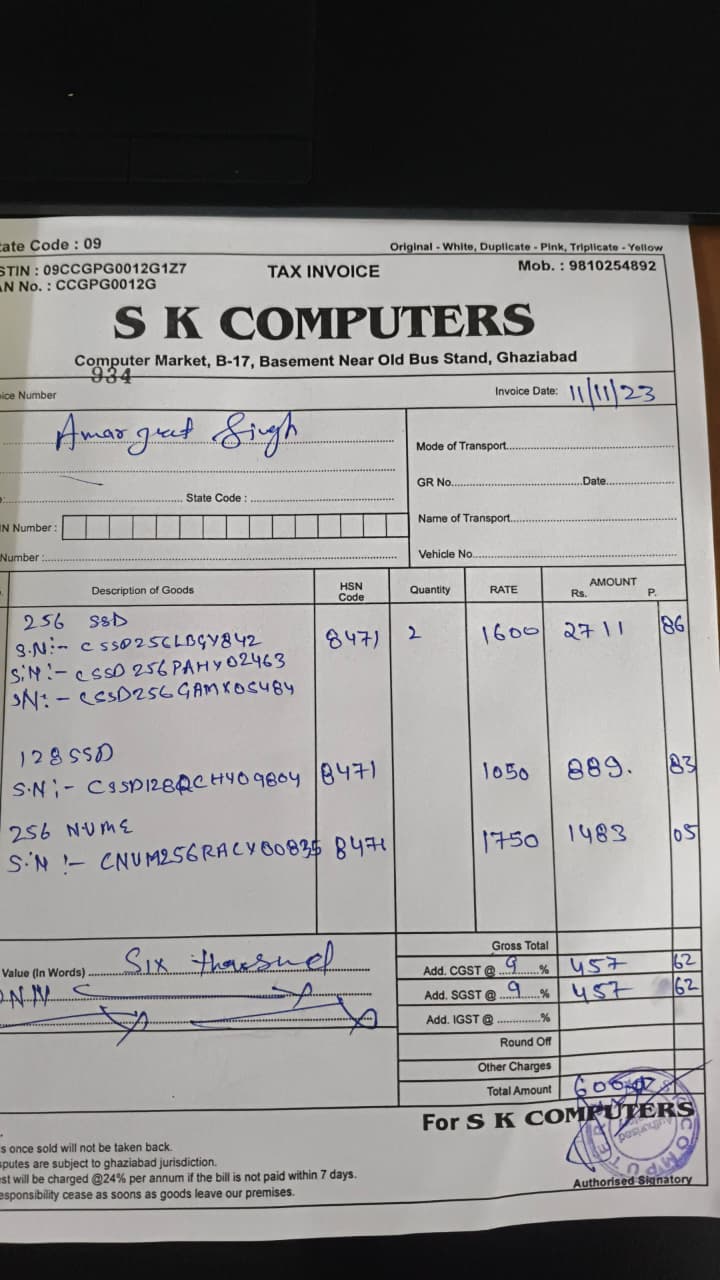 tate Code : 09
Original - White, Duplicate - Pink, Triplicate - Yellow
STIN : 09CCGPG0012G1Z7
TAX INVOICE
Mob. : 9810254892
AN No. : CCGPG0012G
S K COMPUTERS
Computer Market, B-17, Basement Near Old Bus Stand, Ghaziabad
934
ice Number
Invoice Date: 11/11/23
Singh
Mode of Transport
GR No. Date
State Code :
Name of Transport
N Number :
Vehicle No.
Number :
Description of Goods HSN Code Quantity RATE AMOUNT Rs. P.
256 SSD
S.N:- CSSD256LBGY842 8471 2 1600 2711 86
S.N:- CSSD256PAHY02463
SN:- CSSD256GAMX05484
128 SSD
S.N:- 8471 1050 889. 83
256 NUME
S.N:- 8471 1750 1483 05
Gross Total
Value (In Words) Six thousand
Add. CGST @ 9 % 457 62
Add. SGST @ 9 % 457 62
Add. IGST @ %
Round Off
Other Charges
Total Amount
For S K COMPUTERS
s once sold will not be taken back.
sputes are subject to ghaziabad jurisdiction.
st will be charged @24% per annum if the bill is not paid within 7 days.
esponsibility cease as soons as goods leave our premises.
Authorised Signatory